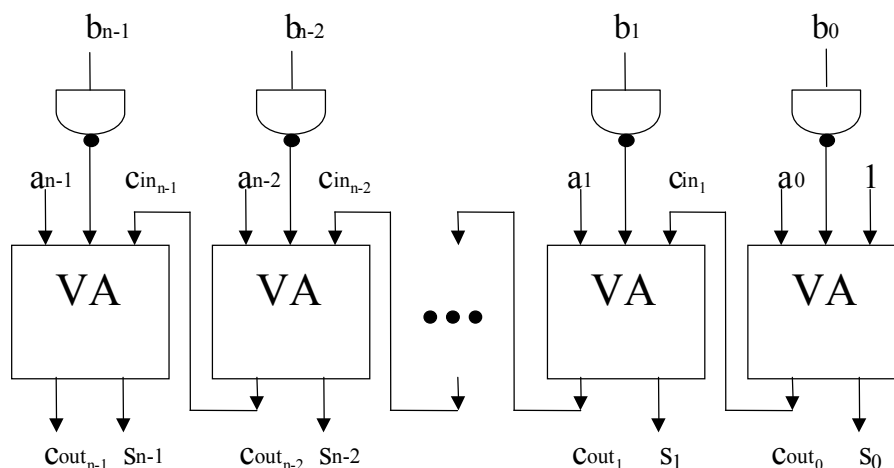 bn-1 bn-2 b1 b0
an-1 cinn-1 an-2 cinn-2 a1 cin1 a0 1
VA VA VA VA
•••
coutn-1 sn-1 coutn-2 sn-2 cout1 s1 cout0 s0